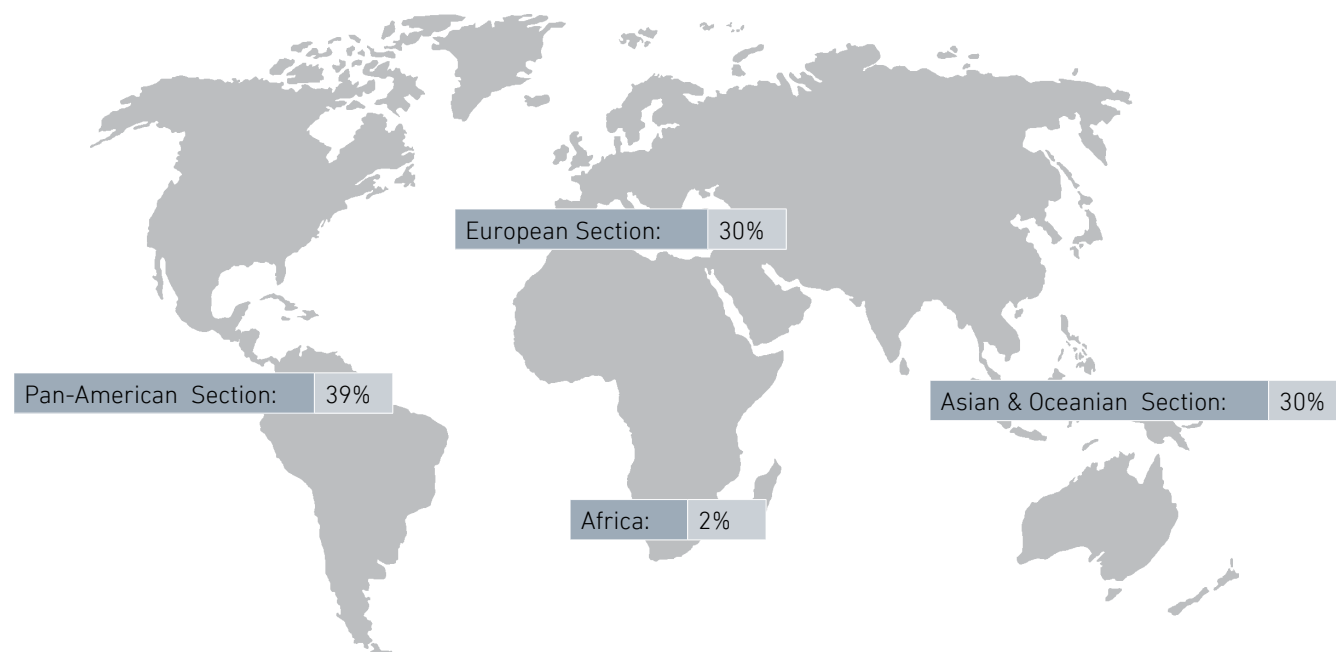 European Section: 30%
Pan-American Section: 39%
Asian & Oceanian Section: 30%
Africa: 2%